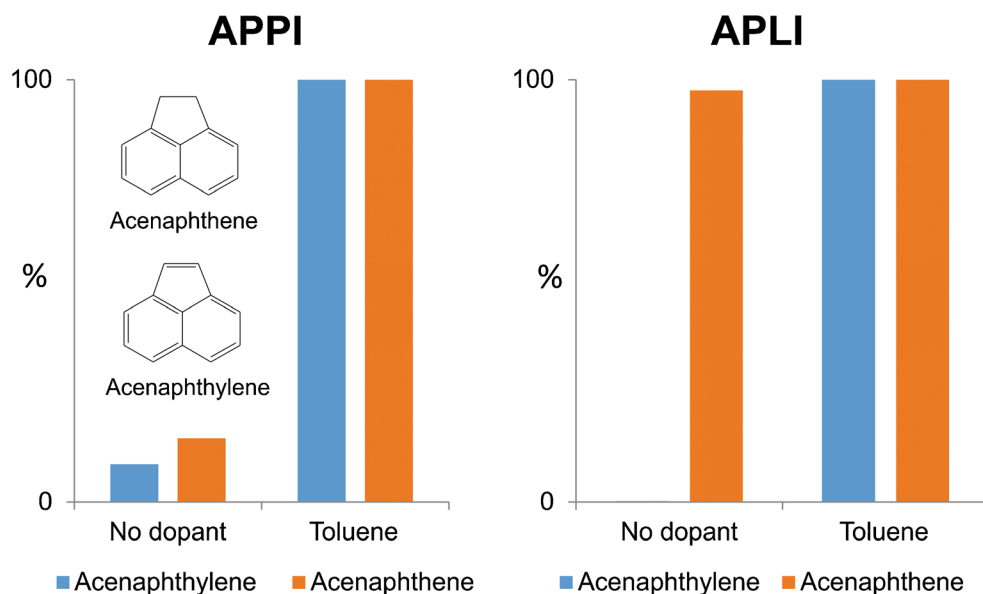 APPI
100
Acenaphthene
%
Acenaphthylene
0
No dopant Toluene
Acenaphthylene Acenaphthene
APLI
100
%
0
No dopant Toluene
Acenaphthylene Acenaphthene